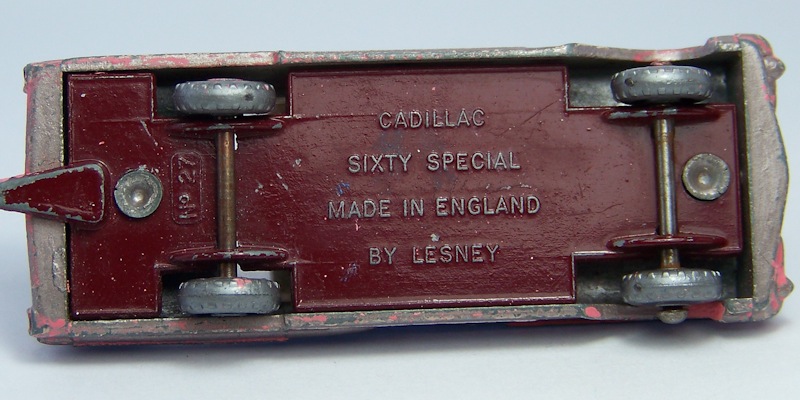 CADILLAC
SIXTY SPECIAL
MADE IN ENGLAND
BY LESNEY
No 27